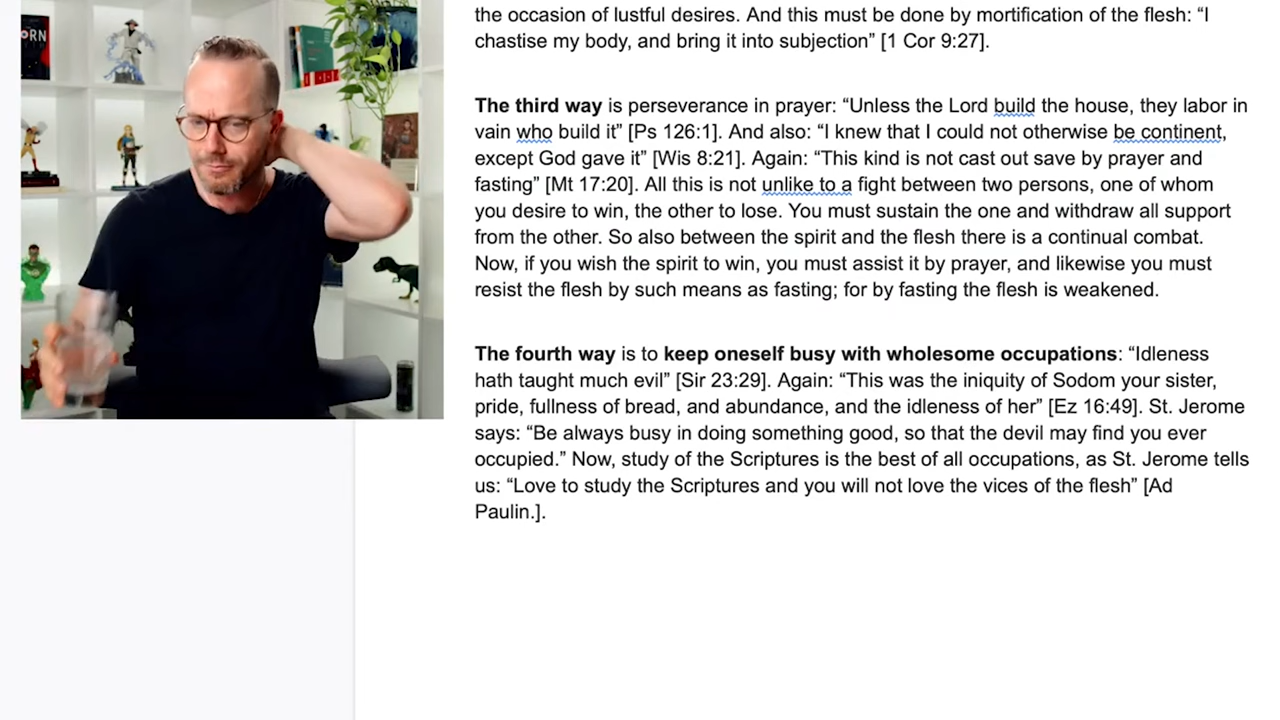 the occasion of lustful desires. And this must be done by mortification of the flesh: “I
chastise my body, and bring it into subjection” [1 Cor 9:27].
The third way is perseverance in prayer: “Unless the Lord build the house, they labor in
vain who build it” [Ps 126:1]. And also: “I knew that I could not otherwise be continent,
except God gave it” [Wis 8:21]. Again: “This kind is not cast out save by prayer and
fasting” [Mt 17:20]. All this is not unlike to a fight between two persons, one of whom
you desire to win, the other to lose. You must sustain the one and withdraw all support
from the other. So also between the spirit and the flesh there is a continual combat.
Now, if you wish the spirit to win, you must assist it by prayer, and likewise you must
resist the flesh by such means as fasting; for by fasting the flesh is weakened.
The fourth way is to keep oneself busy with wholesome occupations: “Idleness
hath taught much evil” [Sir 23:29]. Again: “This was the iniquity of Sodom your sister,
pride, fullness of bread, and abundance, and the idleness of her” [Ez 16:49]. St. Jerome
says: “Be always busy in doing something good, so that the devil may find you ever
occupied.” Now, study of the Scriptures is the best of all occupations, as St. Jerome tells
us: “Love to study the Scriptures and you will not love the vices of the flesh” [Ad
Paulin.].